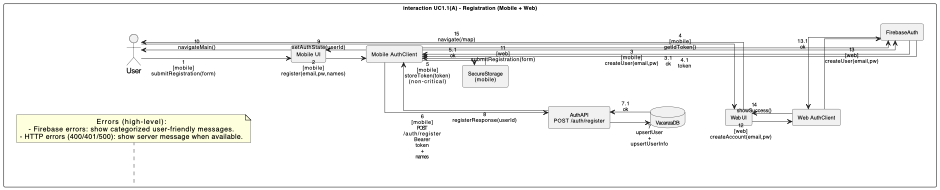 interaction UC1.1(A) - Registration (Mobile + Web)
User
1
[mobile]
submitRegistration(form)
10
navigateMain()
9
setAuthState(userId)
Mobile UI
2
[mobile]
register(email,pw,names)
Mobile AuthClient
15
navigate(/map)
5.1
ok
11
[web]
submitRegistration(form)
5
[mobile]
storeToken(token)
(non-critical)
SecureStorage
(mobile)
3
[mobile]
createUser(email,pw)
3.1
ok
4
[mobile]
getIdToken()
4.1
token
13.1
ok
13
[web]
createUser(email,pw)
FirebaseAuth
6
[mobile]
POST
/auth/register
Bearer
token
+
names
8
registerResponse(userId)
AuthAPI
POST /auth/register
7.1
ok
upsertUser
+
upsertUserInfo
VacanzaDB
14
showSuccess()
Web UI
12
[web]
createAccount(email,pw)
Web AuthClient
Errors (high-level):
- Firebase errors: show categorized user-friendly messages.
- HTTP errors (400/401/500): show server message when available.